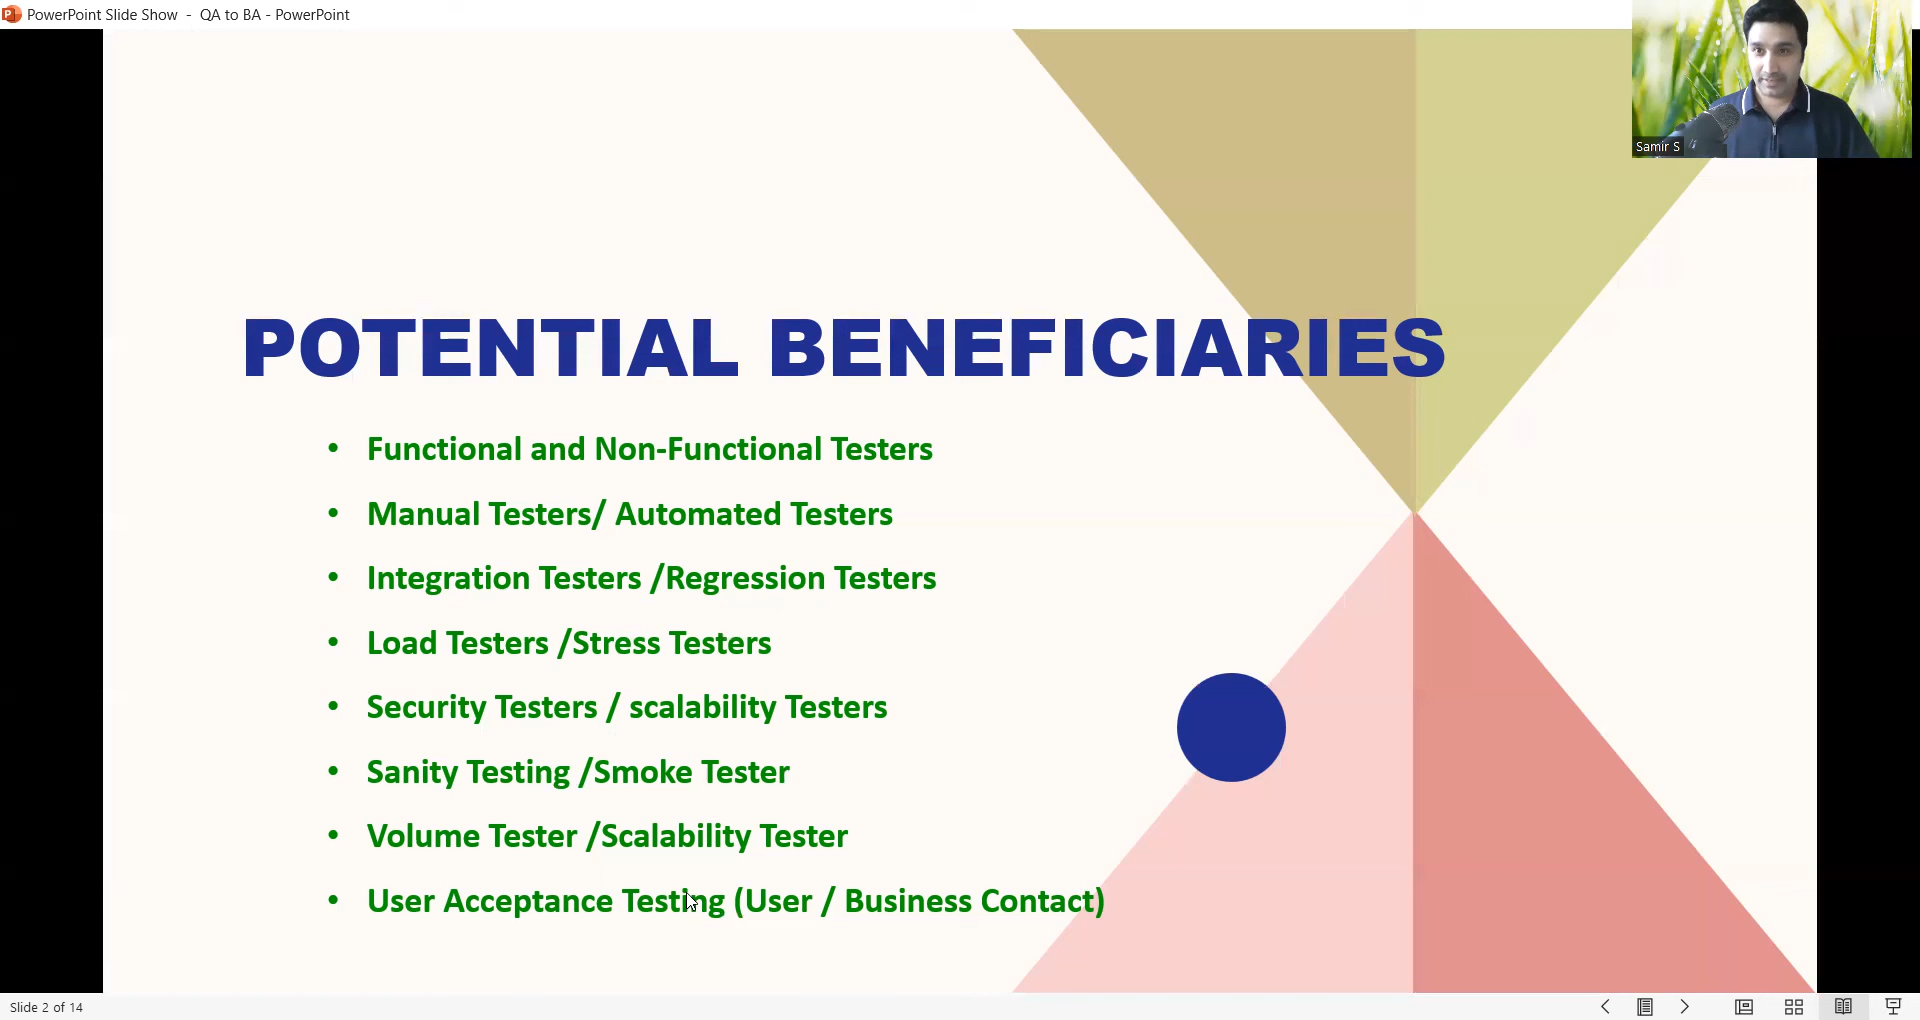 PowerPoint Slide Show - QA to BA - PowerPoint
Samir S
POTENTIAL BENEFICIARIES
• Functional and Non-Functional Testers
• Manual Testers/ Automated Testers
• Integration Testers /Regression Testers
• Load Testers /Stress Testers
• Security Testers / scalability Testers
• Sanity Testing /Smoke Tester
• Volume Tester /Scalability Tester
• User Acceptance Testing (User / Business Contact)
Slide 2 of 14